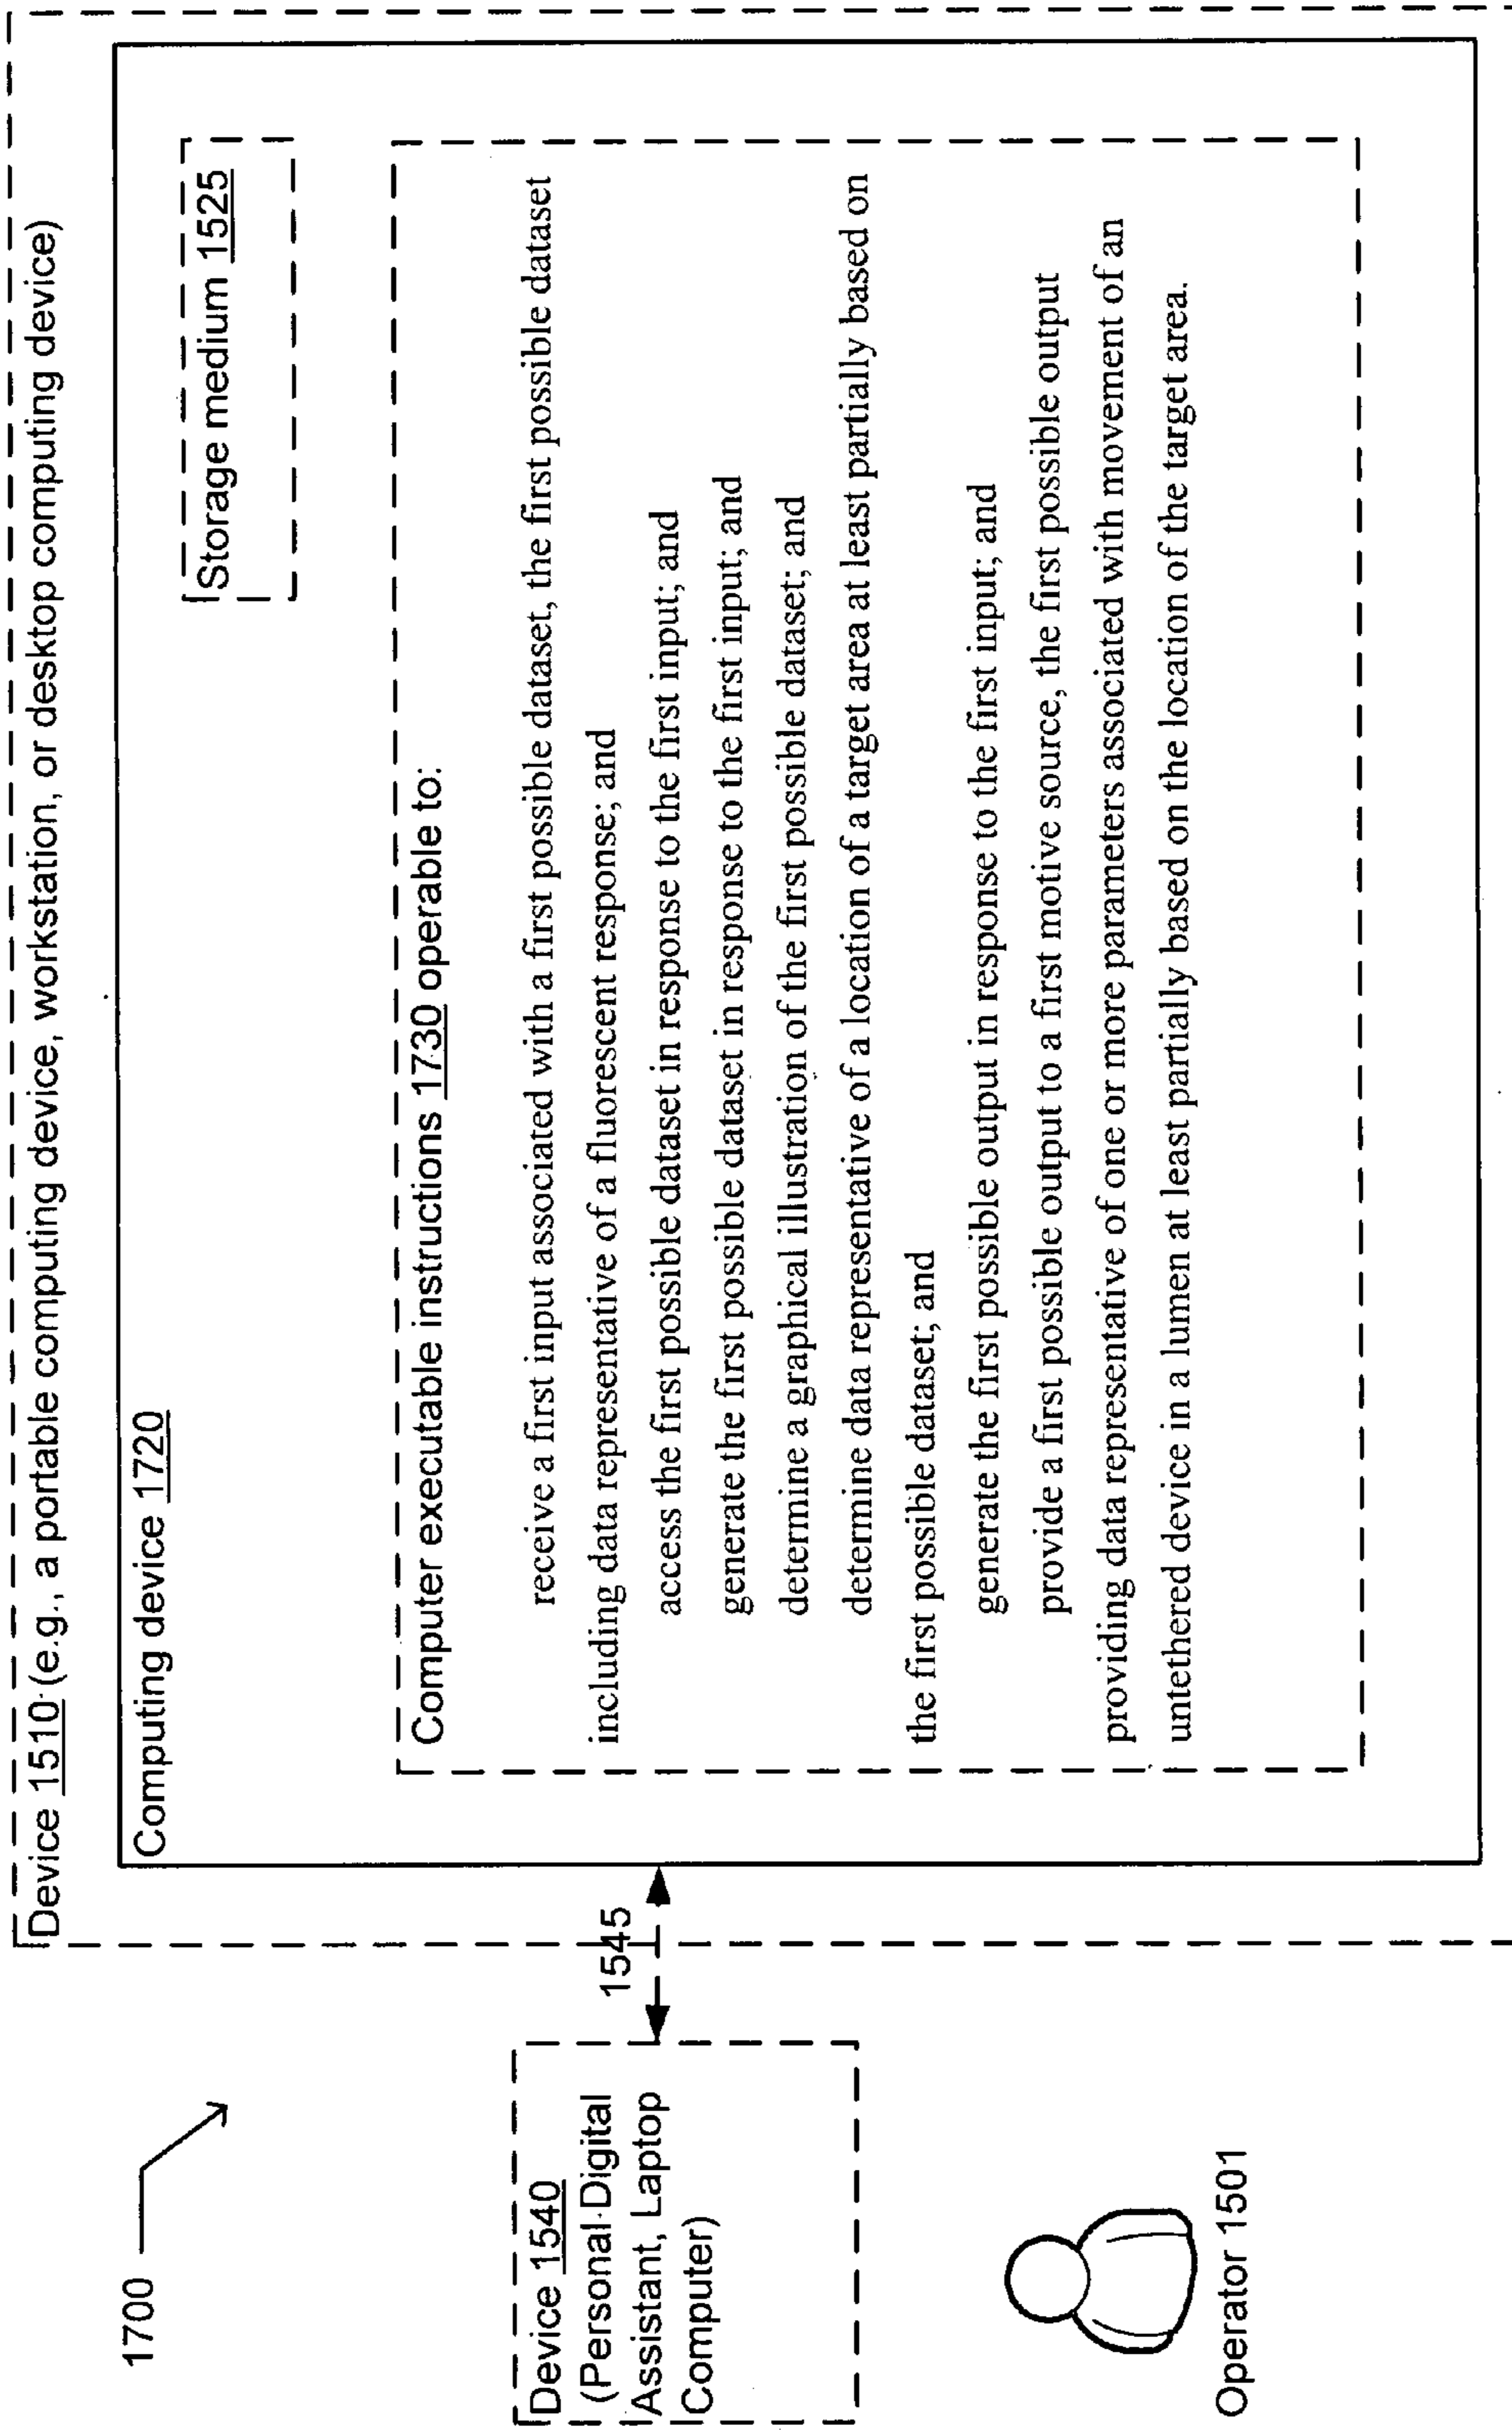 1700
Device 1510 (e.g., a portable computing device, workstation, or desktop computing device)
Computing device 1720
Storage medium 1525
Computer executable instructions 1730 operable to:
receive a first input associated with a first possible dataset, the first possible dataset
including data representative of a fluorescent response; and
access the first possible dataset in response to the first input; and
generate the first possible dataset in response to the first input; and
determine a graphical illustration of the first possible dataset; and
determine data representative of a location of a target area at least partially based on
the first possible dataset; and
generate the first possible output in response to the first input; and
provide a first possible output to a first motive source, the first possible output
providing data representative of one or more parameters associated with movement of an
untethered device in a lumen at least partially based on the location of the target area.
1545
Device 1540
(Personal Digital
Assistant, Laptop
Computer)
Operator 1501